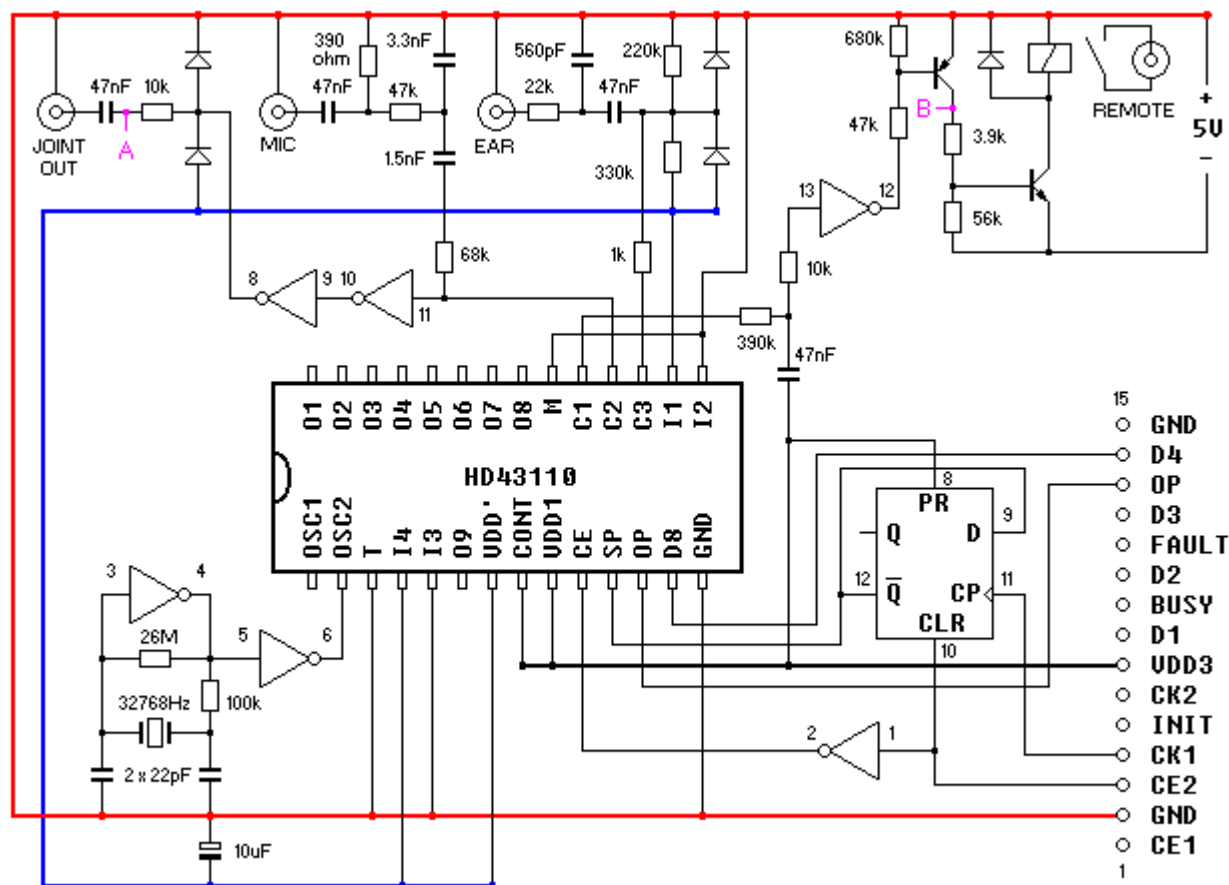 390
ohm
3.3nF
560pF
220k
680k
47nF
10k
47nF
47k
22k
47nF
B
REMOTE
+
5V
−
JOINT
OUT
A
MIC
EAR
1.5nF
330k
47k
3.9k
13
12
56k
68k
1k
10k
8
9
10
11
390k
47nF
O1
O2
O3
O4
O5
O6
O7
O8
M
C1
C2
C3
I1
I2
HD43110
OSC1
OSC2
T
I4
I3
O9
VDD'
CONT
VDD1
CE
SP
OP
D8
GND
8
PR
Q
D
9
12
Q
CP
11
CLR
10
3
4
26M
5
6
32768Hz
100k
2 x 22pF
10uF
2
1
15
GND
D4
OP
D3
FAULT
D2
BUSY
D1
VDD3
CK2
INIT
CK1
CE2
GND
CE1
1